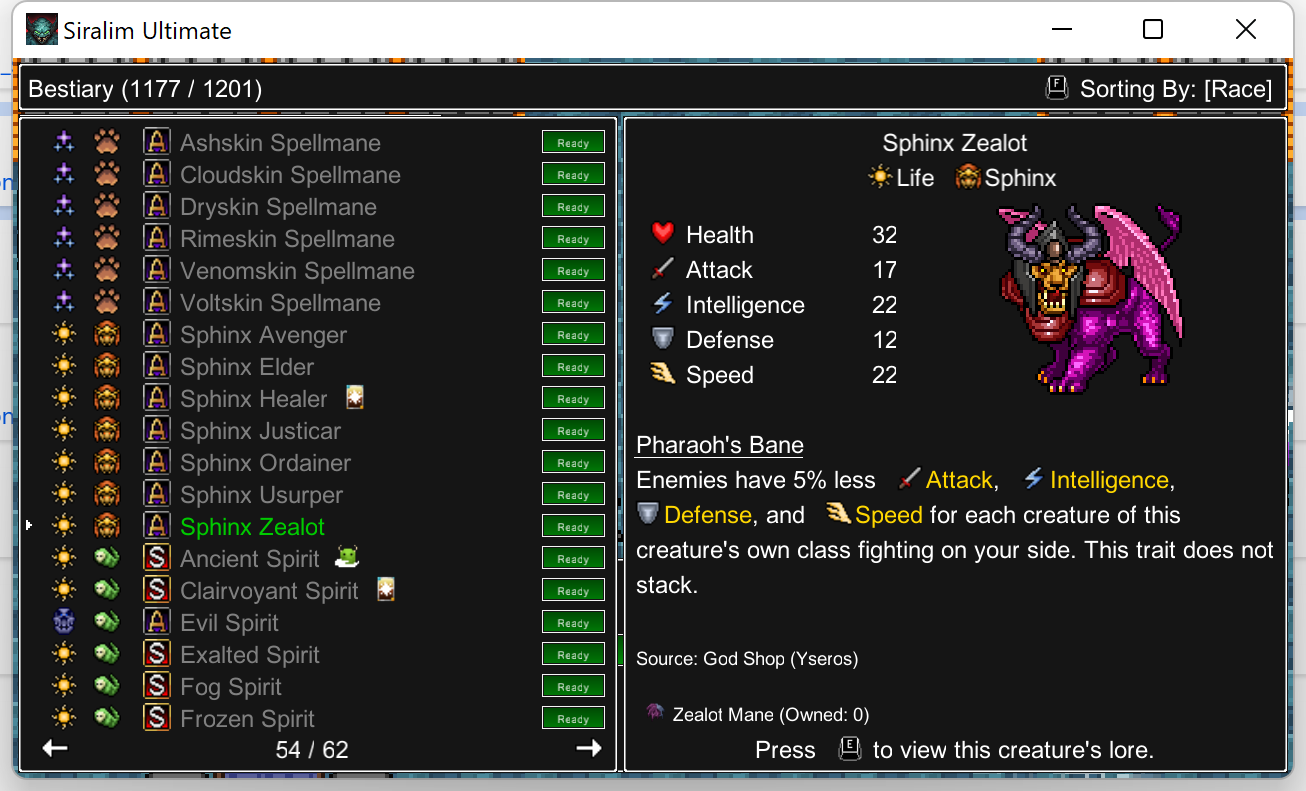 Siralim Ultimate
Bestiary (1177 / 1201)
F Sorting By: [Race]
A Ashskin Spellmane Ready
A Cloudskin Spellmane Ready
A Dryskin Spellmane Ready
A Rimeskin Spellmane Ready
A Venomskin Spellmane Ready
A Voltskin Spellmane Ready
A Sphinx Avenger Ready
A Sphinx Elder Ready
A Sphinx Healer Ready
A Sphinx Justicar Ready
A Sphinx Ordainer Ready
A Sphinx Usurper Ready
A Sphinx Zealot Ready
S Ancient Spirit Ready
S Clairvoyant Spirit Ready
A Evil Spirit Ready
S Exalted Spirit Ready
S Fog Spirit Ready
S Frozen Spirit Ready
54 / 62
Sphinx Zealot
Life Sphinx
Health 32
Attack 17
Intelligence 22
Defense 12
Speed 22
Pharaoh's Bane
Enemies have 5% less Attack, Intelligence,
Defense, and Speed for each creature of this
creature's own class fighting on your side. This trait does not
stack.
Source: God Shop (Yseros)
Zealot Mane (Owned: 0)
Press E to view this creature's lore.